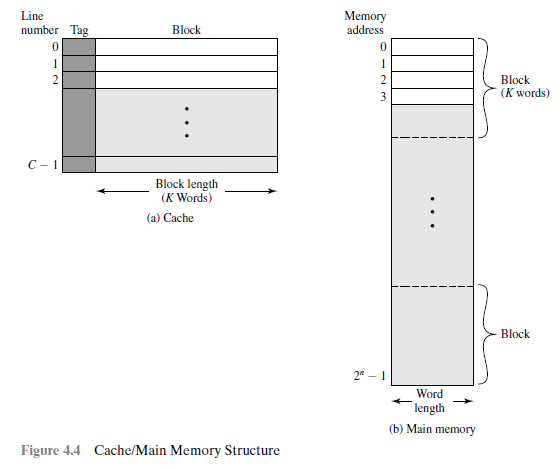 Line
number Tag Block
0
1
2
C – 1
Block length
(K Words)
(a) Cache
Memory
address
0
1
2
3
Block
(K words)
Block
2ⁿ – 1
Word
length
(b) Main memory
Figure 4.4 Cache/Main Memory Structure